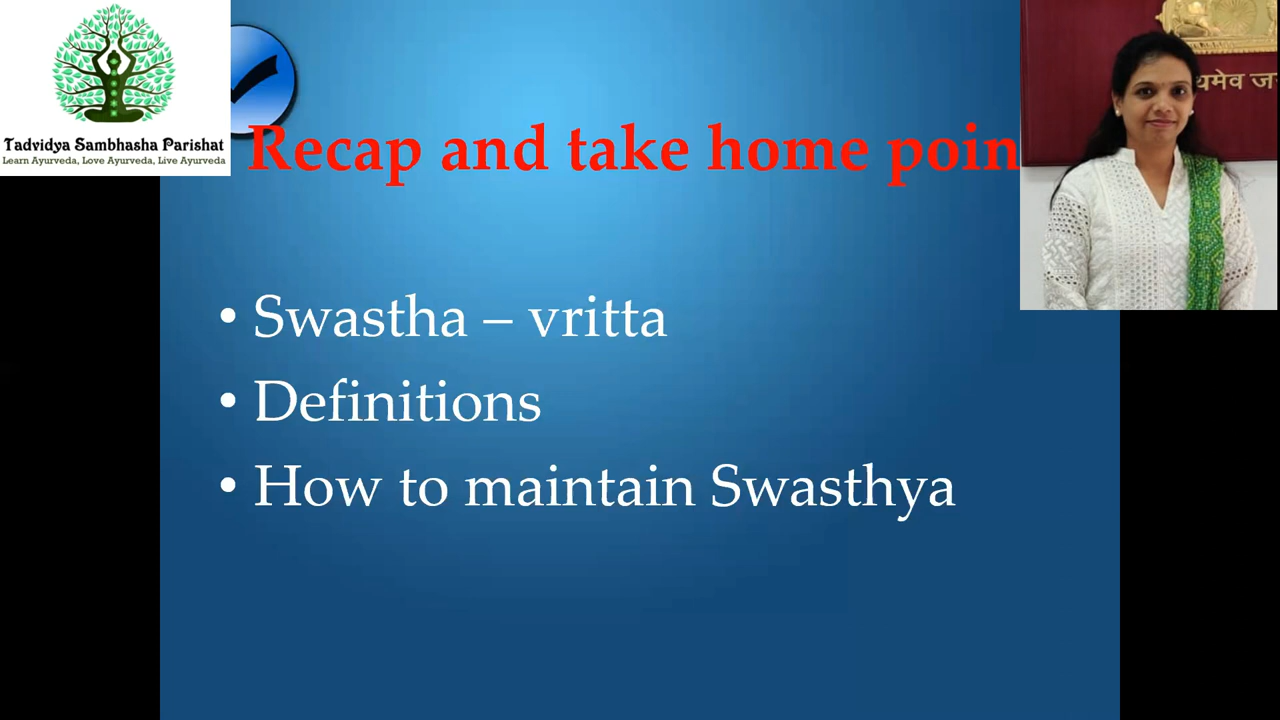 Tadvidya Sambhasha Parishat
Learn Ayurveda, Love Ayurveda, Live Ayurveda
Recap and take home poin
• Swastha – vritta
• Definitions
• How to maintain Swasthya